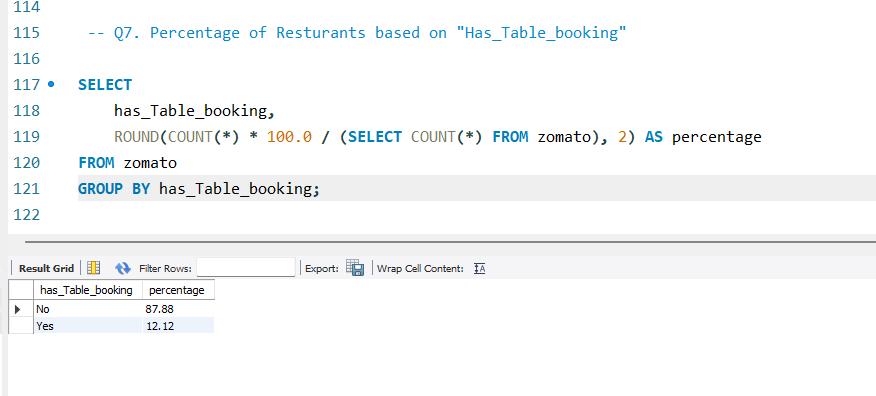 114
115 -- Q7. Percentage of Resturants based on "Has_Table_booking"
116
117 SELECT
118 has_Table_booking,
119 ROUND(COUNT(*) * 100.0 / (SELECT COUNT(*) FROM zomato), 2) AS percentage
120 FROM zomato
121 GROUP BY has_Table_booking;
122
Result Grid Filter Rows: Export: Wrap Cell Content: IA
has_Table_booking percentage
No 87.88
Yes 12.12